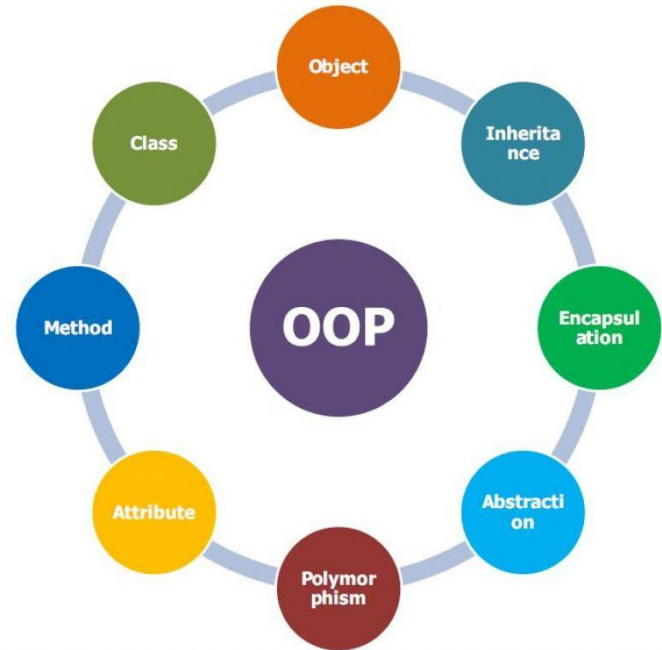 Object
Inherita
nce
Encapsul
ation
Abstracti
on
Polymor
phism
Attribute
Method
Class
OOP